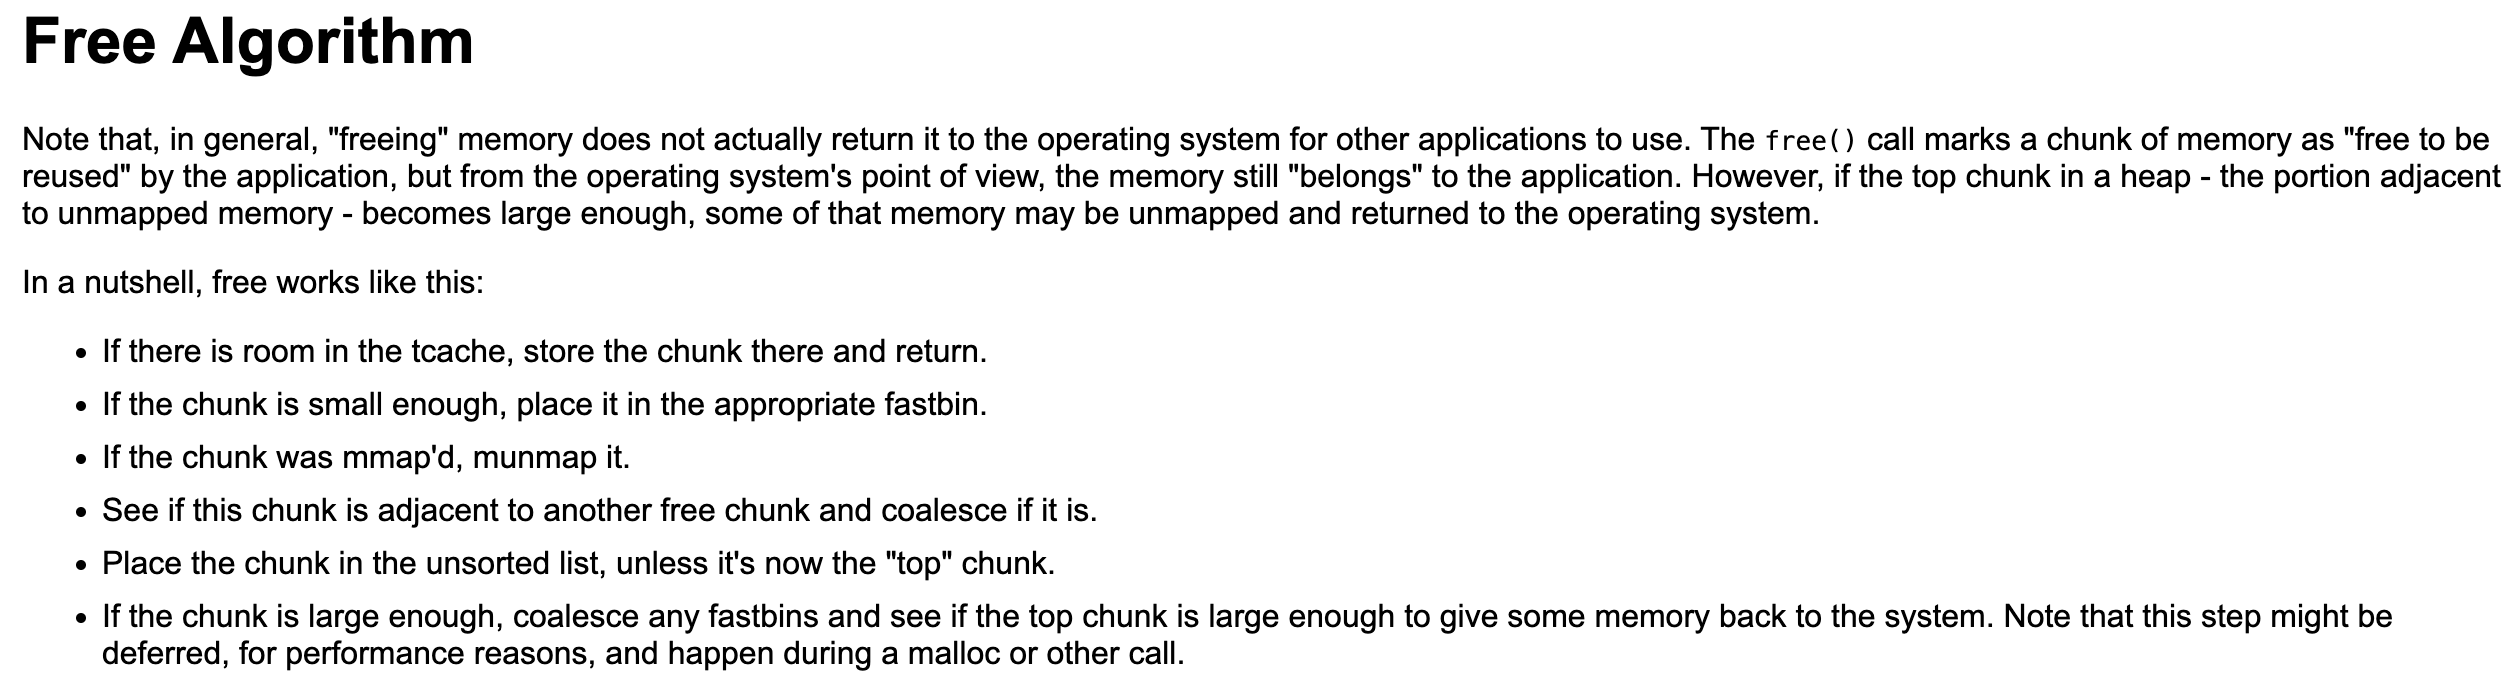 Free Algorithm
Note that, in general, "freeing" memory does not actually return it to the operating system for other applications to use. The free() call marks a chunk of memory as "free to be
reused" by the application, but from the operating system's point of view, the memory still "belongs" to the application. However, if the top chunk in a heap - the portion adjacent
to unmapped memory - becomes large enough, some of that memory may be unmapped and returned to the operating system.
In a nutshell, free works like this:
• If there is room in the tcache, store the chunk there and return.
• If the chunk is small enough, place it in the appropriate fastbin.
• If the chunk was mmap'd, munmap it.
• See if this chunk is adjacent to another free chunk and coalesce if it is.
• Place the chunk in the unsorted list, unless it's now the "top" chunk.
• If the chunk is large enough, coalesce any fastbins and see if the top chunk is large enough to give some memory back to the system. Note that this step might be
deferred, for performance reasons, and happen during a malloc or other call.